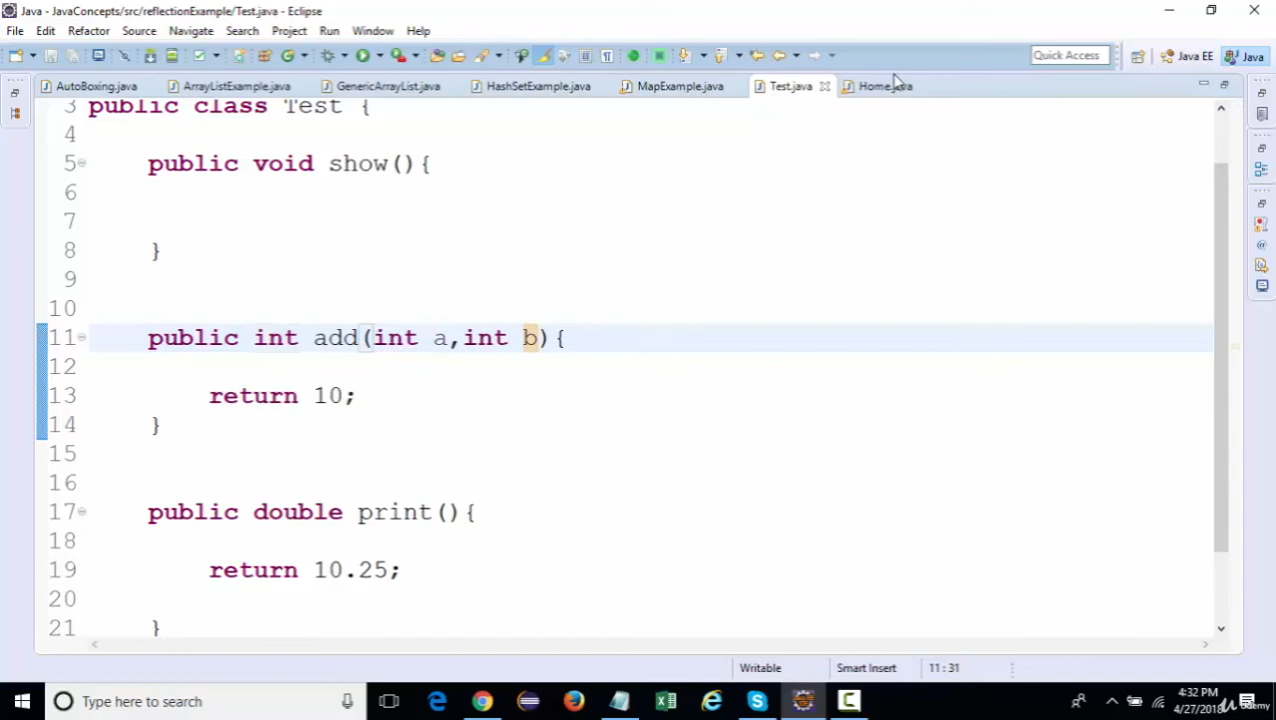 Java - JavaConcepts/src/reflectionExample/Test.java - Eclipse
File Edit Refactor Source Navigate Search Project Run Window Help
Quick Access
Java EE
Java
AutoBoxing.java
ArrayListExample.java
GenericArrayList.java
HashSetExample.java
MapExample.java
Test.java
Home.java
3 public class Test {
4
5 public void show(){
6
7
8 }
9
10
11 public int add(int a,int b){
12
13 return 10;
14 }
15
16
17 public double print(){
18
19 return 10.25;
20
21 }
Writable
Smart Insert
11 : 31
Type here to search
4:32 PM
4/27/2018
Udemy